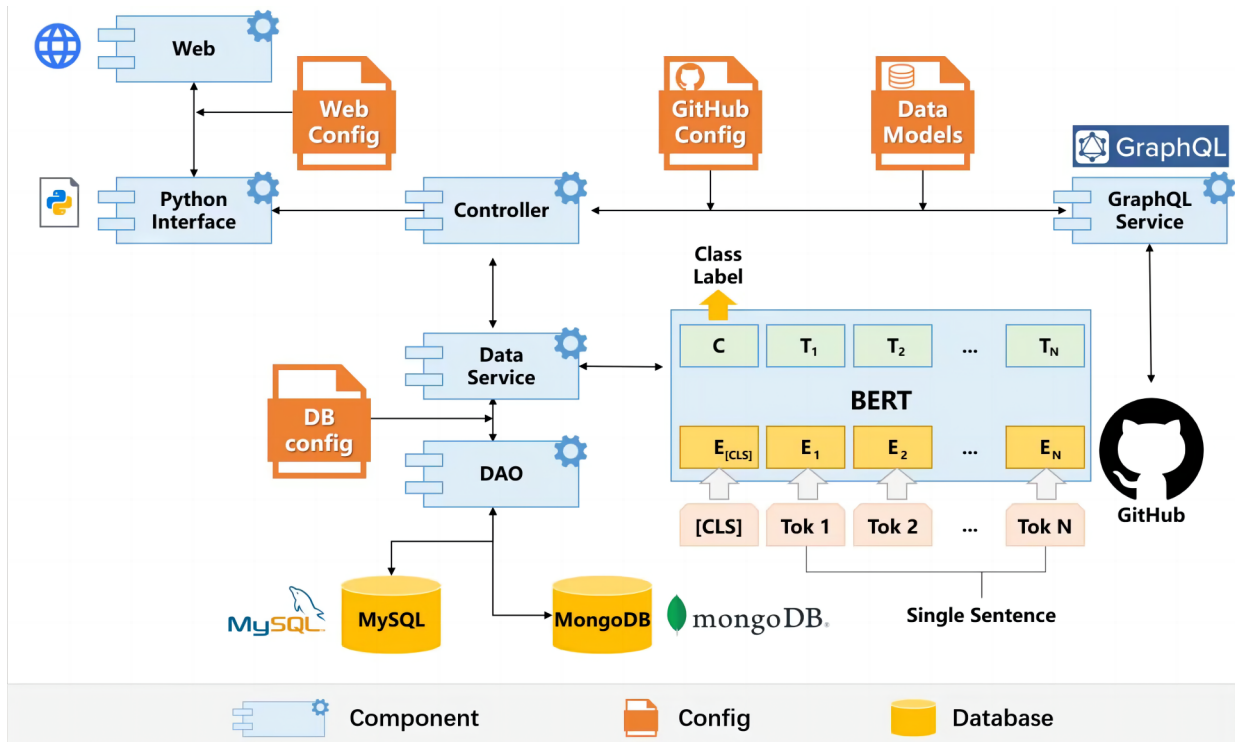 Web
Web
Config
GitHub
Config
Data
Models
GraphQL
Python
Interface
Controller
GraphQL
Service
Class
Label
C
T1
T2
...
TN
Data
Service
BERT
DB
config
E[CLS]
E1
E2
...
EN
DAO
[CLS]
Tok 1
Tok 2
...
Tok N
GitHub
MySQL
MySQL
MongoDB
mongoDB®
Single Sentence
Component
Config
Database